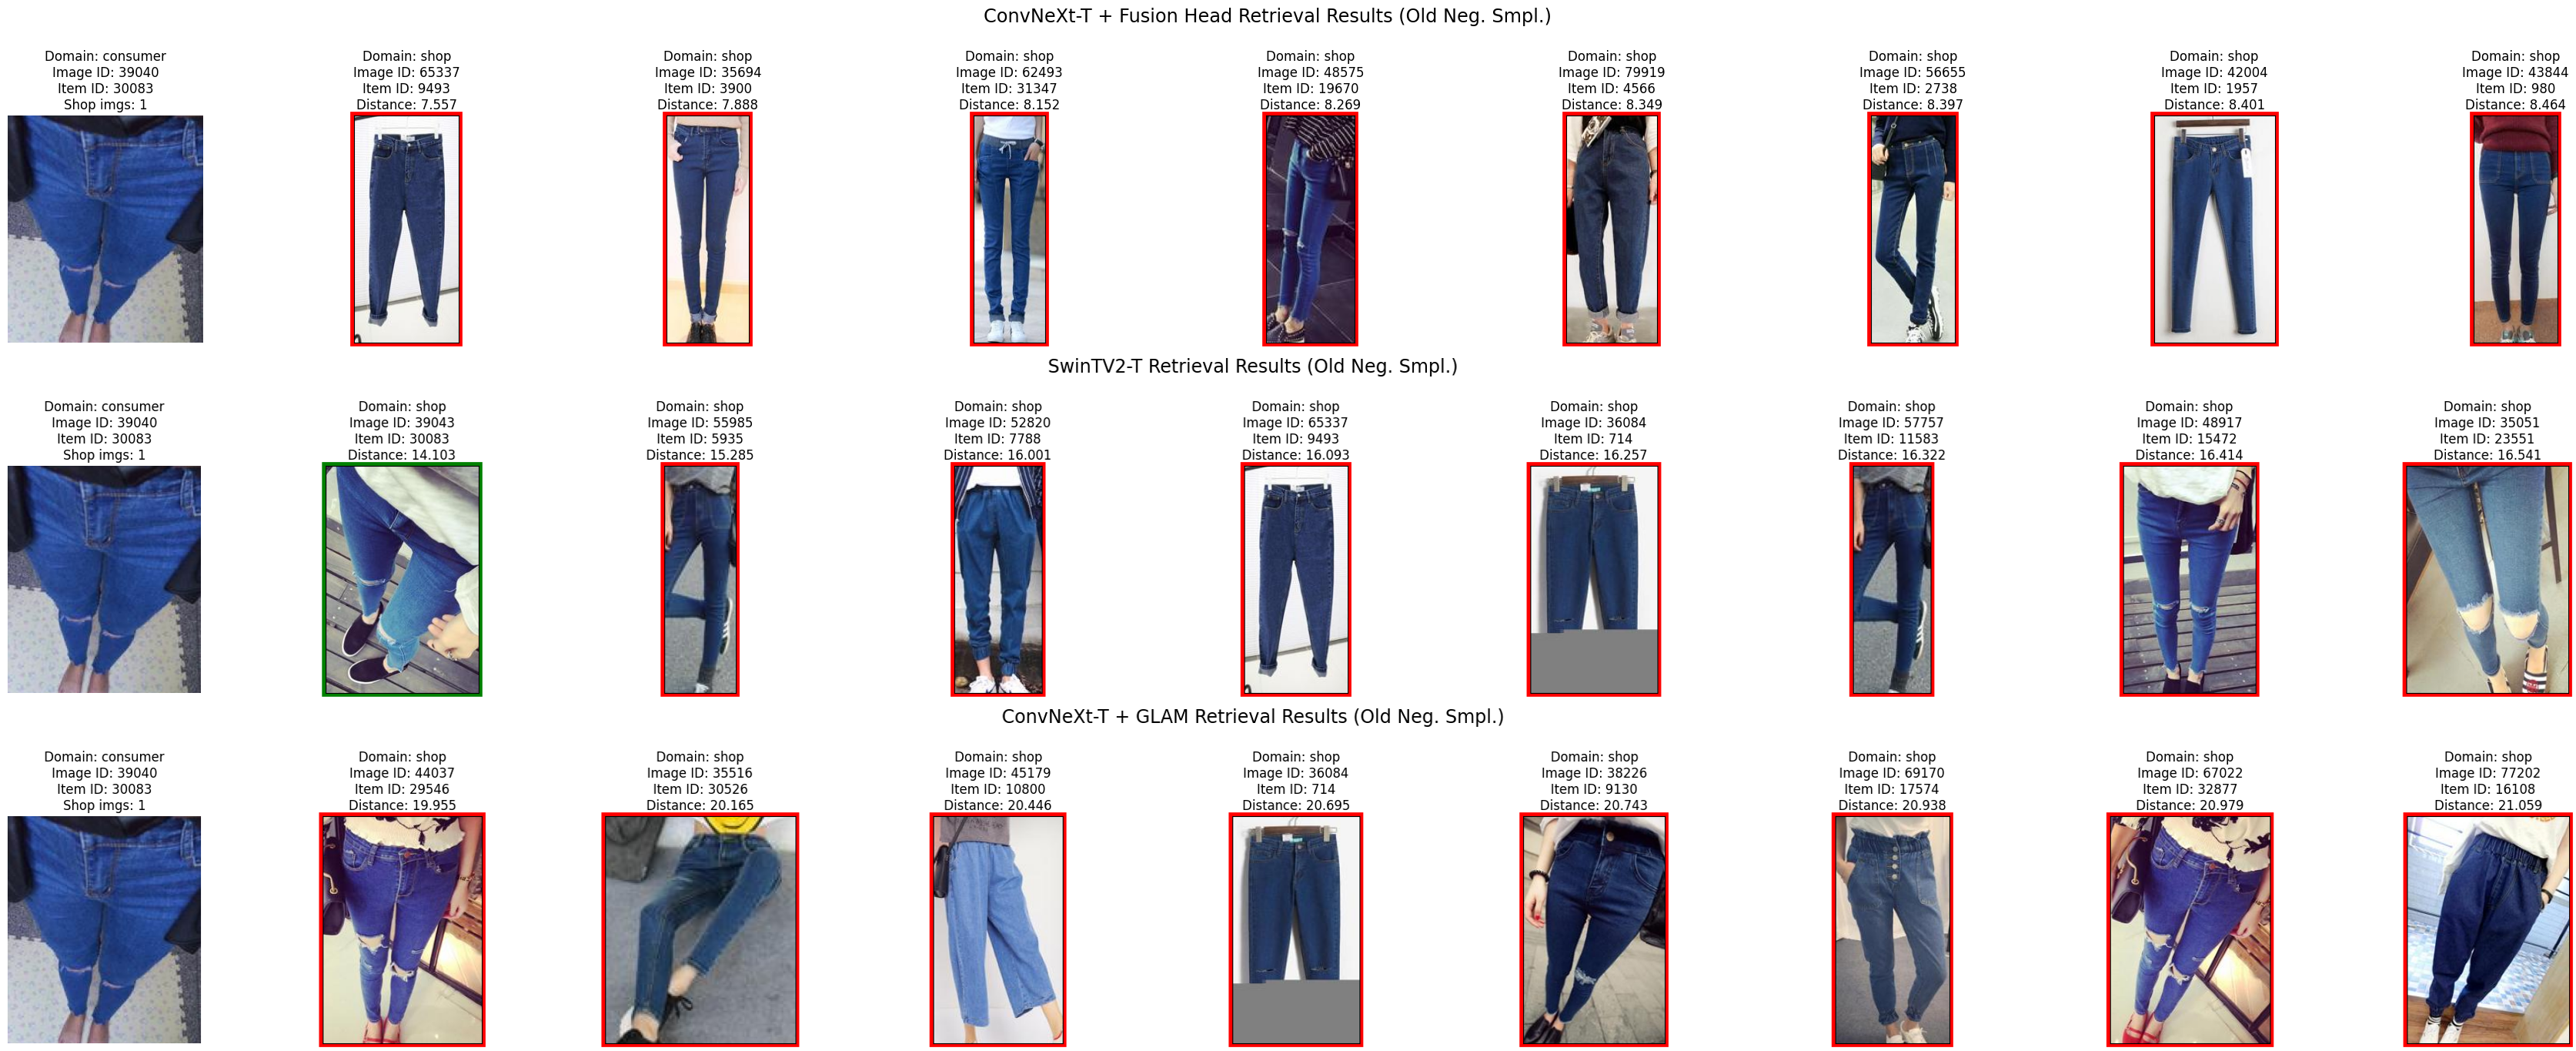 ConvNeXt-T + Fusion Head Retrieval Results (Old Neg. Smpl.)
Domain: consumer
Image ID: 39040
Item ID: 30083
Shop imgs: 1
Domain: shop
Image ID: 65337
Item ID: 9493
Distance: 7.557
Domain: shop
Image ID: 35694
Item ID: 3900
Distance: 7.888
Domain: shop
Image ID: 62493
Item ID: 31347
Distance: 8.152
Domain: shop
Image ID: 48575
Item ID: 19670
Distance: 8.269
Domain: shop
Image ID: 79919
Item ID: 4566
Distance: 8.349
Domain: shop
Image ID: 56655
Item ID: 2738
Distance: 8.397
Domain: shop
Image ID: 42004
Item ID: 1957
Distance: 8.401
Domain: shop
Image ID: 43844
Item ID: 980
Distance: 8.464
SwinTV2-T Retrieval Results (Old Neg. Smpl.)
Domain: consumer
Image ID: 39040
Item ID: 30083
Shop imgs: 1
Domain: shop
Image ID: 39043
Item ID: 30083
Distance: 14.103
Domain: shop
Image ID: 55985
Item ID: 5935
Distance: 15.285
Domain: shop
Image ID: 52820
Item ID: 7788
Distance: 16.001
Domain: shop
Image ID: 65337
Item ID: 9493
Distance: 16.093
Domain: shop
Image ID: 36084
Item ID: 714
Distance: 16.257
Domain: shop
Image ID: 57757
Item ID: 11583
Distance: 16.322
Domain: shop
Image ID: 48917
Item ID: 15472
Distance: 16.414
Domain: shop
Image ID: 35051
Item ID: 23551
Distance: 16.541
ConvNeXt-T + GLAM Retrieval Results (Old Neg. Smpl.)
Domain: consumer
Image ID: 39040
Item ID: 30083
Shop imgs: 1
Domain: shop
Image ID: 44037
Item ID: 29546
Distance: 19.955
Domain: shop
Image ID: 35516
Item ID: 30526
Distance: 20.165
Domain: shop
Image ID: 45179
Item ID: 10800
Distance: 20.446
Domain: shop
Image ID: 36084
Item ID: 714
Distance: 20.695
Domain: shop
Image ID: 38226
Item ID: 9130
Distance: 20.743
Domain: shop
Image ID: 69170
Item ID: 17574
Distance: 20.938
Domain: shop
Image ID: 67022
Item ID: 32877
Distance: 20.979
Domain: shop
Image ID: 77202
Item ID: 16108
Distance: 21.059